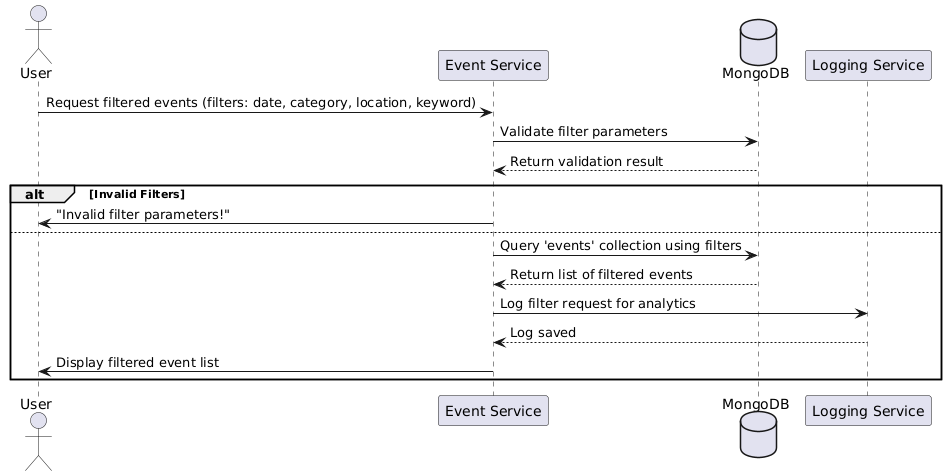 User
Event Service
MongoDB
Logging Service
Request filtered events (filters: date, category, location, keyword)
Validate filter parameters
Return validation result
alt [Invalid Filters]
"Invalid filter parameters!"
Query 'events' collection using filters
Return list of filtered events
Log filter request for analytics
Log saved
Display filtered event list
User
Event Service
MongoDB
Logging Service